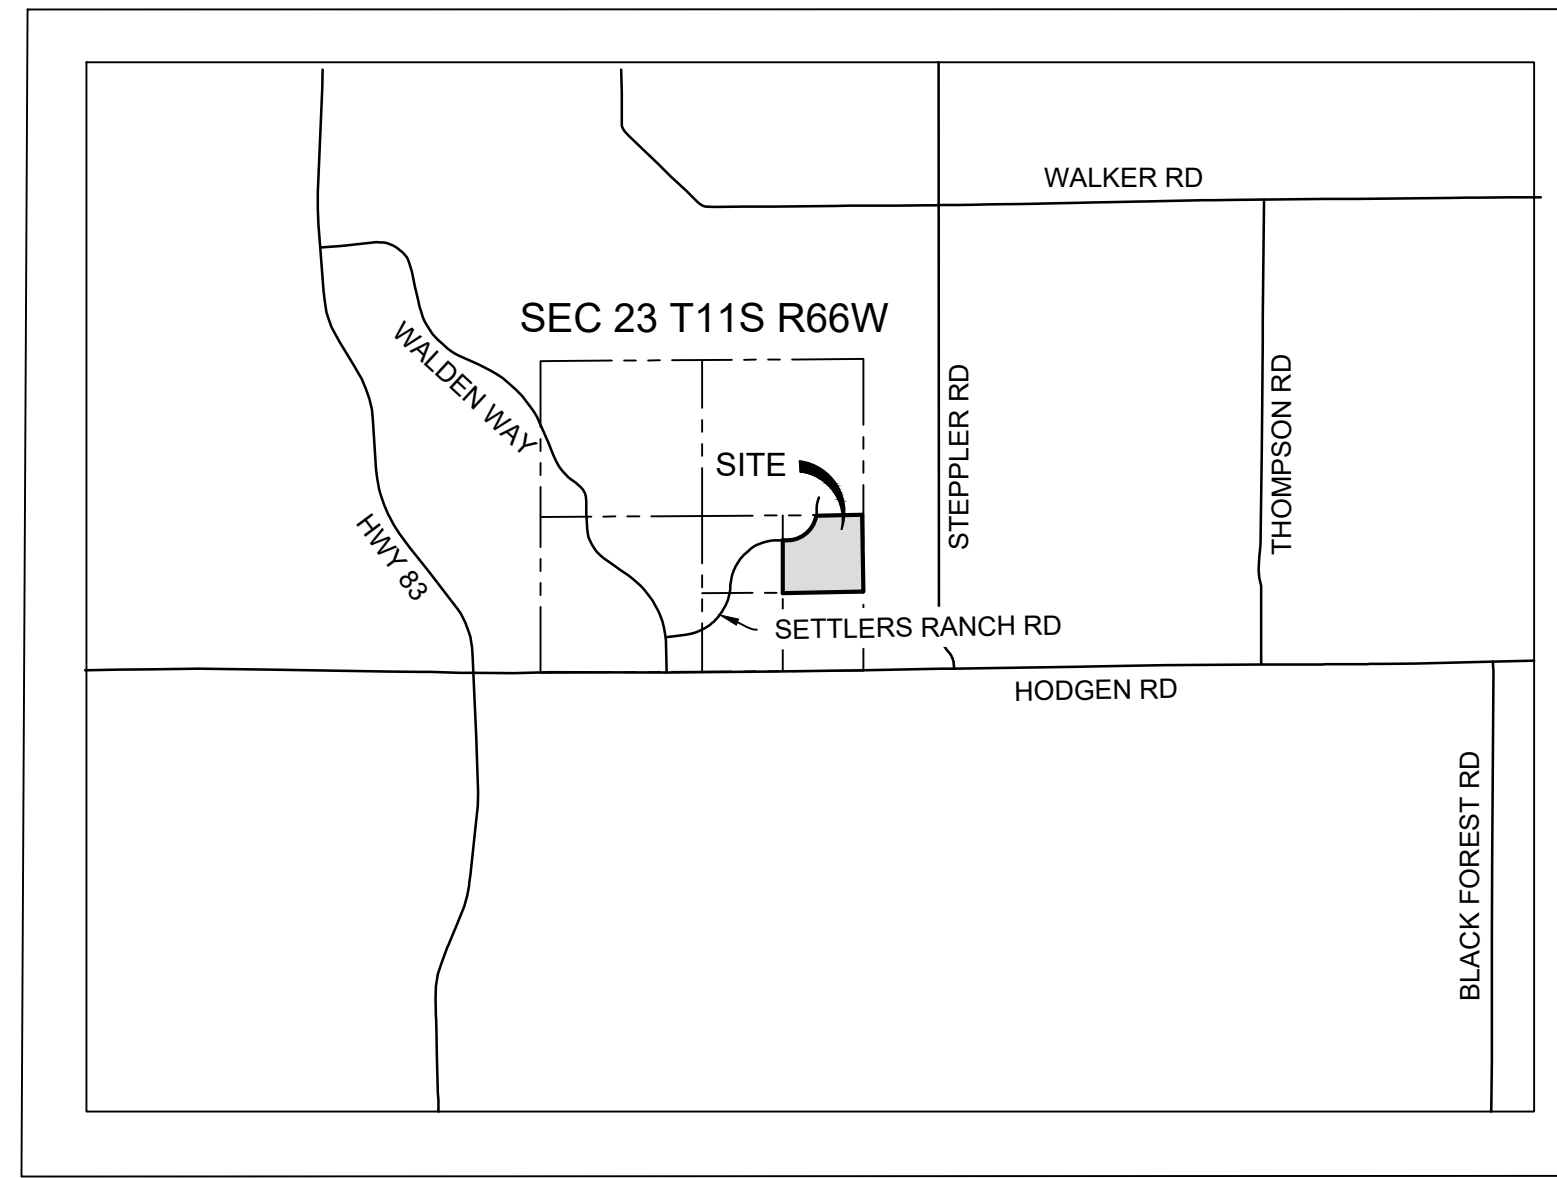 WALKER RD
SEC 23 T11S R66W
WALDEN WAY
STEPPLER RD
THOMPSON RD
SITE
HWY 83
SETTLERS RANCH RD
HODGEN RD
BLACK FOREST RD